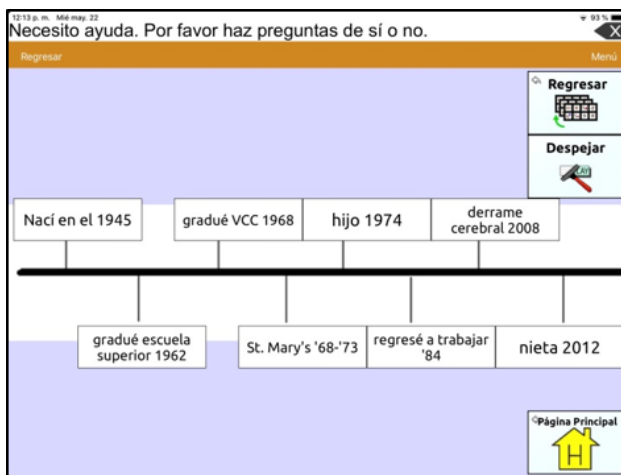 12:13 p. m. Mié may. 22
93 %
Necesito ayuda. Por favor haz preguntas de sí o no.
X
Regresar
Menú
Regresar
Despejar
Nací en el 1945
gradué VCC 1968
hijo 1974
derrame
cerebral 2008
gradué escuela
superior 1962
St. Mary's '68-'73
regresé a trabajar
'84
nieta 2012
Página Principal
H